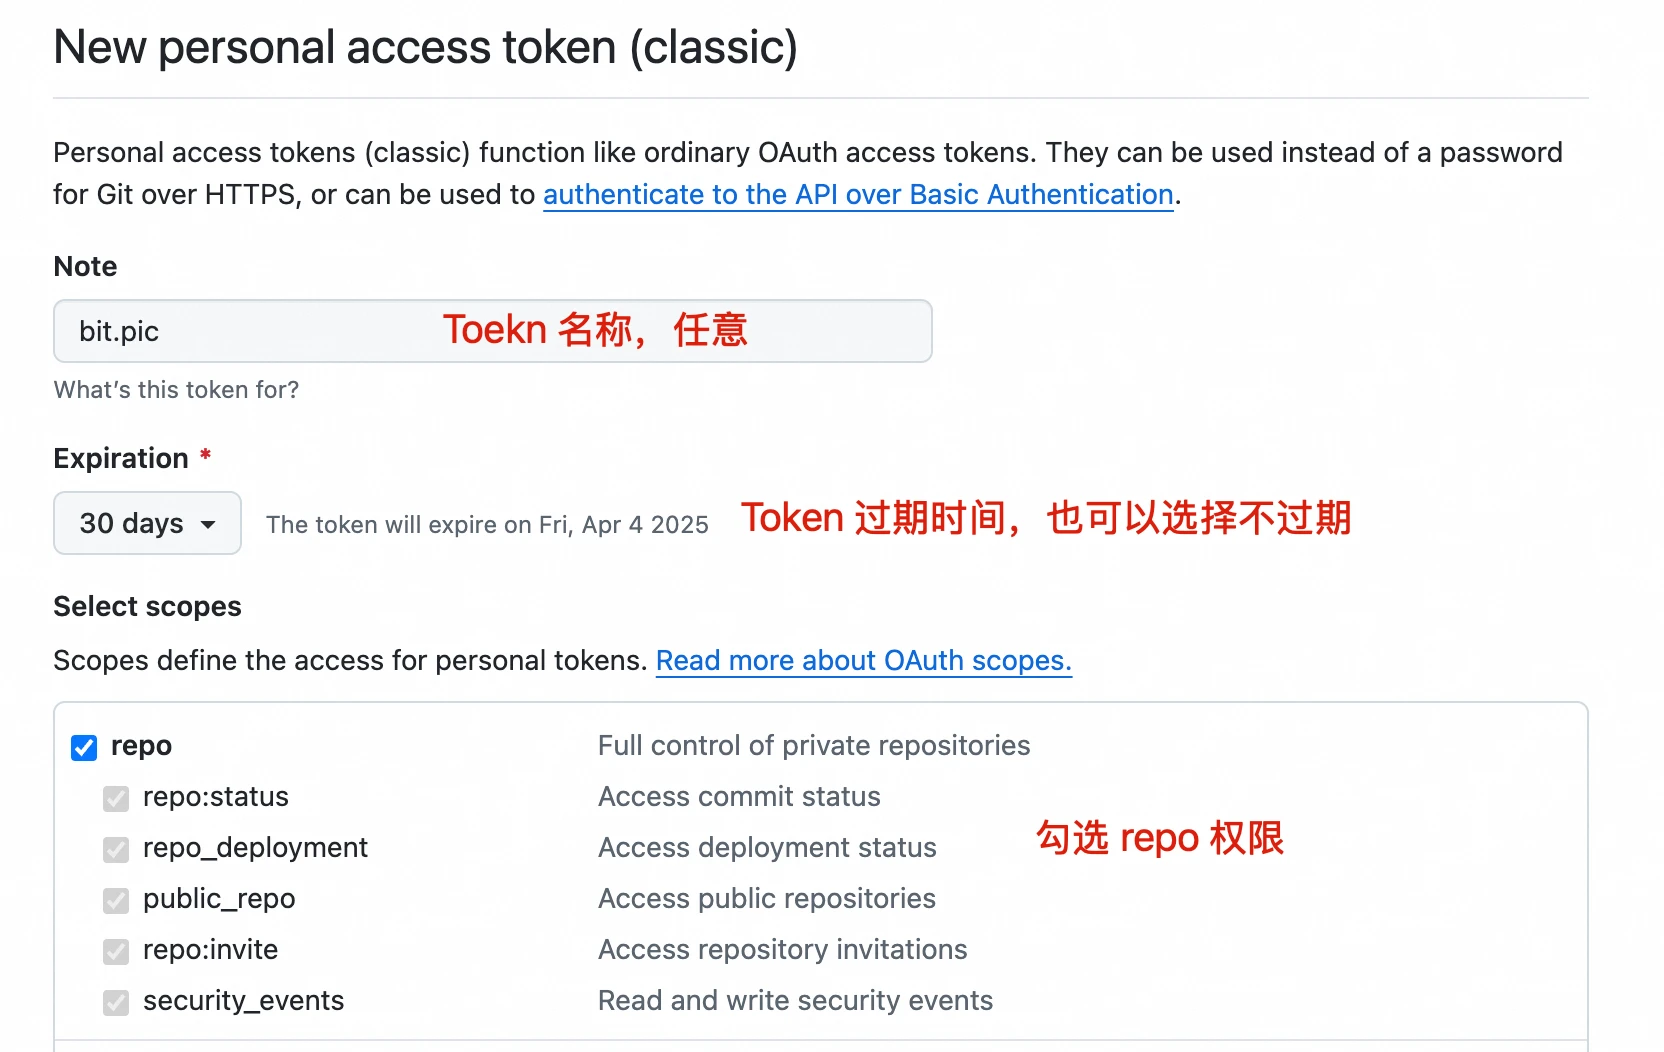 New personal access token (classic)
Personal access tokens (classic) function like ordinary OAuth access tokens. They can be used instead of a password
for Git over HTTPS, or can be used to authenticate to the API over Basic Authentication.
Note
bit.pic Toekn 名称，任意
What's this token for?
Expiration *
30 days The token will expire on Fri, Apr 4 2025 Token 过期时间，也可以选择不过期
Select scopes
Scopes define the access for personal tokens. Read more about OAuth scopes.
repo Full control of private repositories
repo:status Access commit status
repo_deployment Access deployment status
勾选 repo 权限
public_repo Access public repositories
repo:invite Access repository invitations
security_events Read and write security events